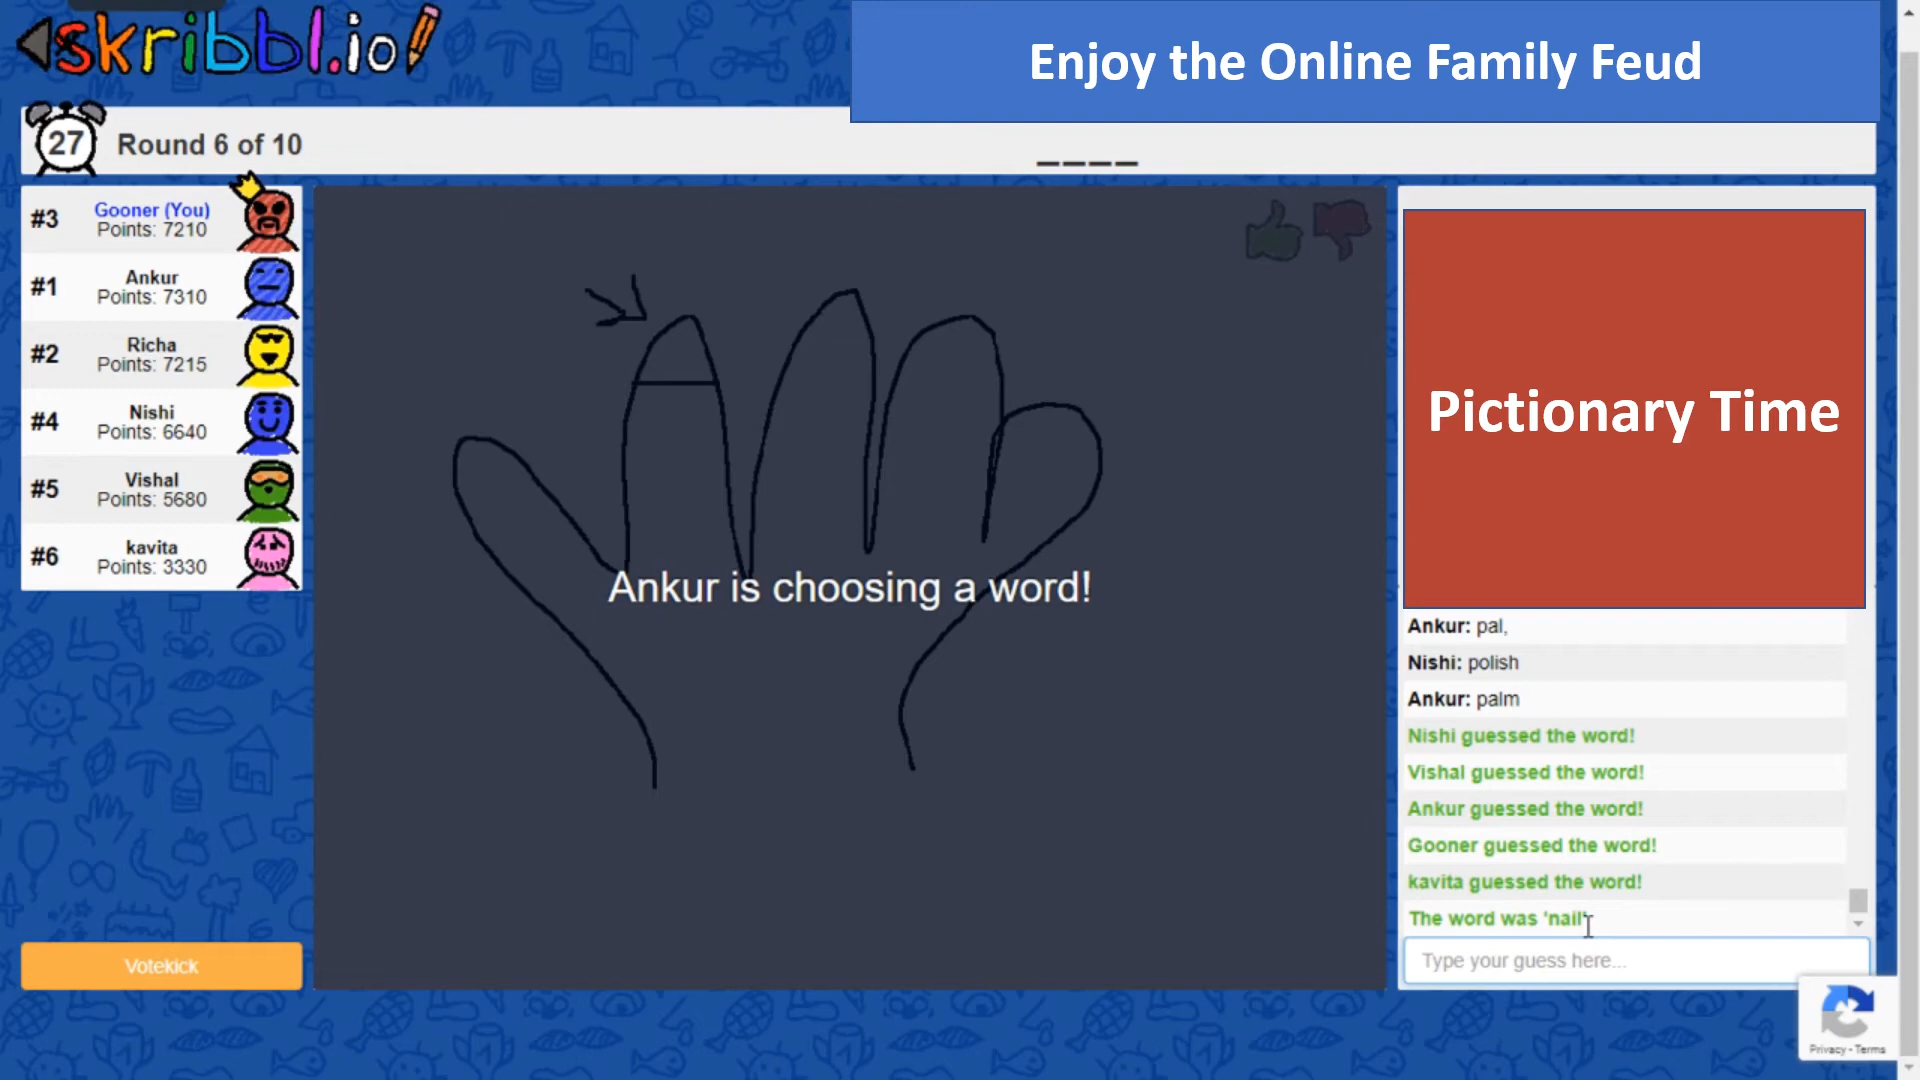 skribbl.io
Enjoy the Online Family Feud
27
Round 6 of 10
____
#3
Gooner (You)
Points: 7210
#1
Ankur
Points: 7310
#2
Richa
Points: 7215
#4
Nishi
Points: 6640
#5
Vishal
Points: 5680
#6
kavita
Points: 3330
Votekick
Ankur is choosing a word!
Pictionary Time
Ankur: pal,
Nishi: polish
Ankur: palm
Nishi guessed the word!
Vishal guessed the word!
Ankur guessed the word!
Gooner guessed the word!
kavita guessed the word!
The word was 'nail'
Type your guess here...
Privacy - Terms